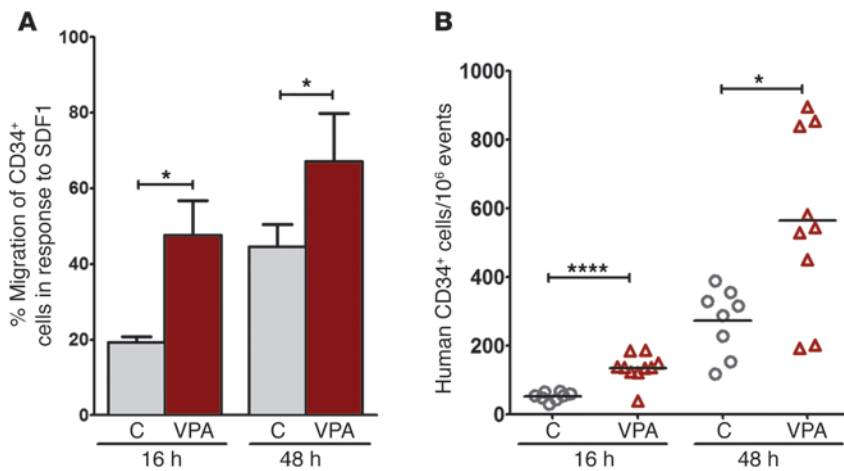 A
% Migration of CD34⁺
cells in response to SDF1
100
80
60
40
20
0
*
*
C
VPA
C
VPA
16 h
48 h
B
Human CD34⁺ cells/10⁶ events
1000
800
600
400
200
0
****
*
C
VPA
C
VPA
16 h
48 h